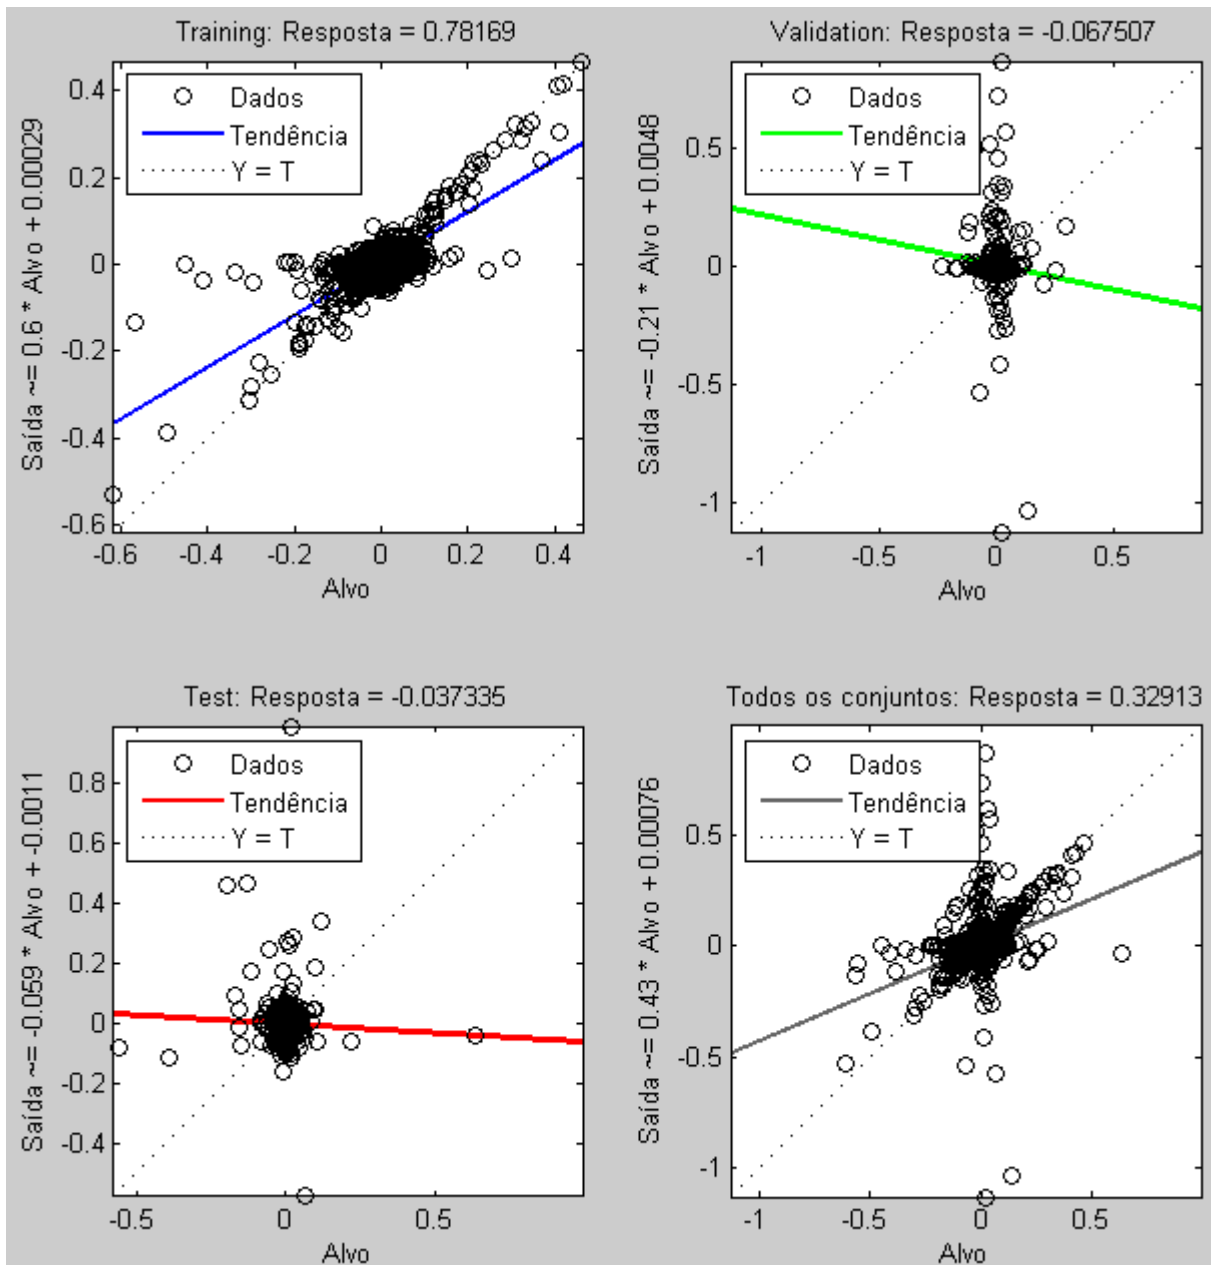 Training: Resposta = 0.78169
Saída ~= 0.6 * Alvo + 0.00029
Dados
Tendência
Y = T
0.4
0.2
0
-0.2
-0.4
-0.6
-0.6 -0.4 -0.2 0 0.2 0.4
Alvo
Validation: Resposta = -0.067507
Saída ~= -0.21 * Alvo + 0.0048
Dados
Tendência
Y = T
0.5
0
-0.5
-1
-1 -0.5 0 0.5
Alvo
Test: Resposta = -0.037335
Saída ~= -0.059 * Alvo + -0.0011
Dados
Tendência
Y = T
0.8
0.6
0.4
0.2
0
-0.2
-0.4
-0.5 0 0.5
Alvo
Todos os conjuntos: Resposta = 0.32913
Saída ~= 0.43 * Alvo + 0.00076
Dados
Tendência
Y = T
0.5
0
-0.5
-1
-1 -0.5 0 0.5
Alvo